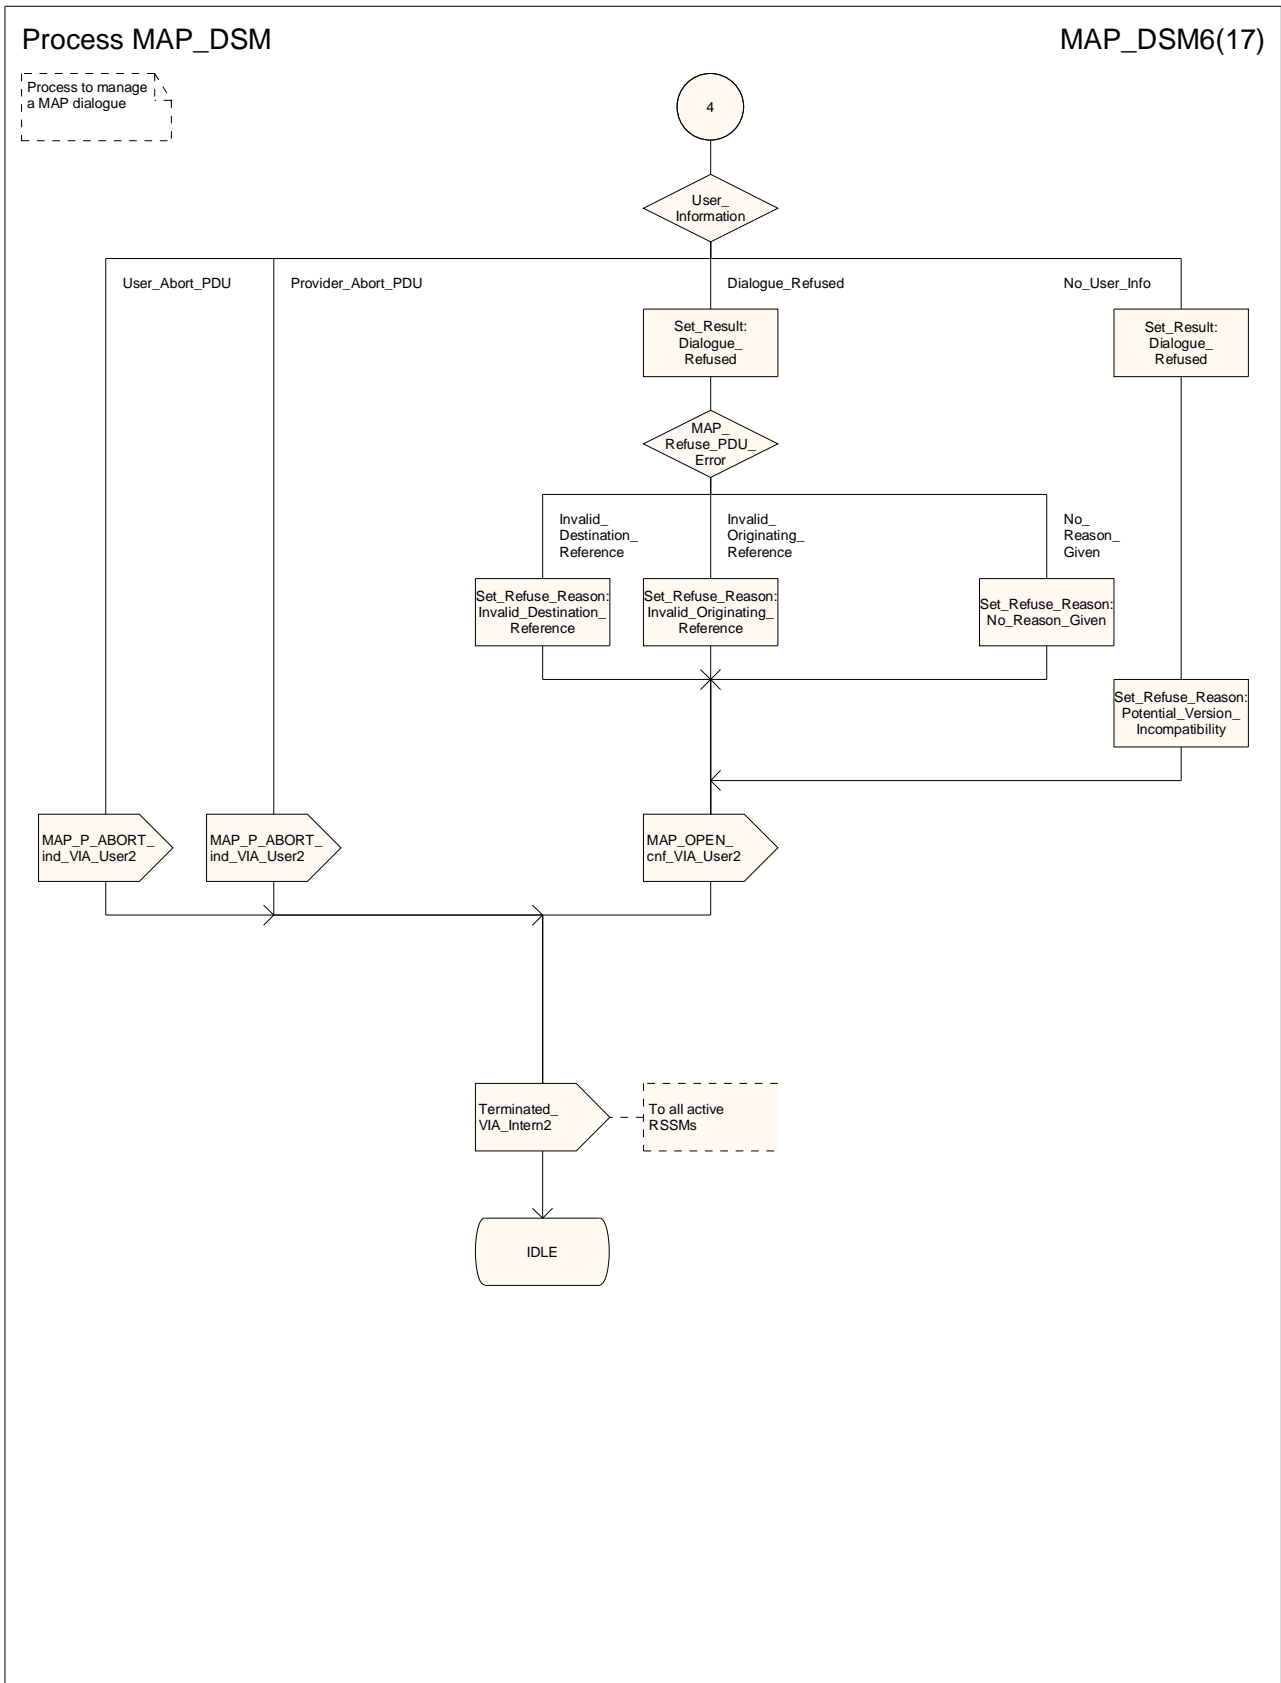 Process MAP_DSM
MAP_DSM6(17)
Process to manage
a MAP dialogue
4
User_
Information
User_Abort_PDU
Provider_Abort_PDU
Dialogue_Refused
No_User_Info
Set_Result:
Dialogue_
Refused
Set_Result:
Dialogue_
Refused
MAP_
Refuse_PDU_
Error
Invalid_
Destination_
Reference
Invalid_
Originating_
Reference
No_
Reason_
Given
Set_Refuse_Reason:
Invalid_Destination_
Reference
Set_Refuse_Reason:
Invalid_Originating_
Reference
Set_Refuse_Reason:
No_Reason_Given
Set_Refuse_Reason:
Potential_Version_
Incompatibility
MAP_P_ABORT_
ind_VIA_User2
MAP_P_ABORT_
ind_VIA_User2
MAP_OPEN_
cnf_VIA_User2
Terminated_
VIA_Intern2
To all active
RSSMs
IDLE